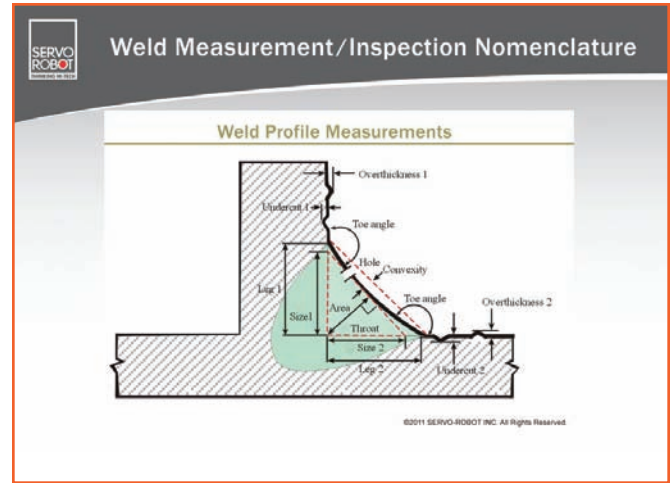 SERVO
ROBOT
THINKING IN TECH
Weld Measurement/Inspection Nomenclature
Weld Profile Measurements
Overthickness 1
Undercut 1
Toe angle
Hole
Convexity
Leg 1
Size1
Area
Toe angle
Overthickness 2
Throat
Size 2
Leg 2
Undercut 2
©2011 SERVO-ROBOT INC. All Rights Reserved